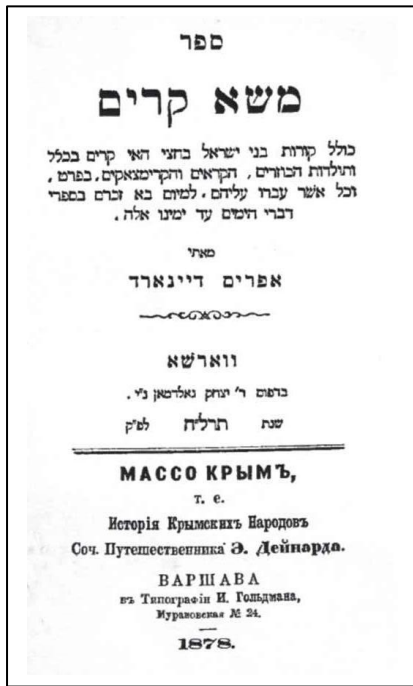 ספר
משא קרים
כולל קורות בני ישראל בחצי האי קרים בכלל
ותולדות הכוזרים, הקראים והקרימצאקים, בפרט,
וכל אשר עברו עליהם. למיום בא זכרם בספרי
דברי הימים עד ימינו אלה.
מאתי
אפרים דיינארד
ווארשא
בדפוס ר' יצחק גאלדמאן נ"י.
שנת תרל״ח לפ"ק
МАССО КРЫМЪ,
т. е.
Исторія Крымскихъ Народовъ
Соч. Путешественника Э. Дейнарда.
ВАРШАВА
въ Типографіи И. Гольдмана,
Мурановская № 24.
1878.